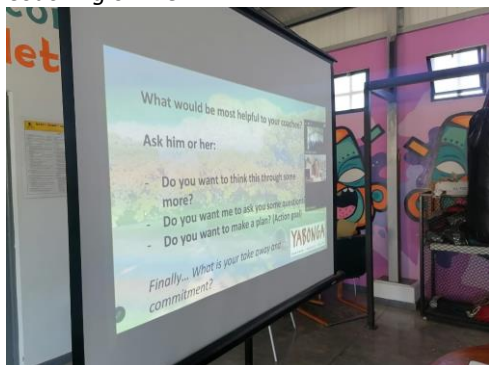 let
What would be most helpful to your coachee?
Ask him or her:
- Do you want to think this through some
more?
- Do you want me to ask you some
- Do you want to make a plan? (Action goal)
YABONGA
Finally... What is your take away and
commitment?